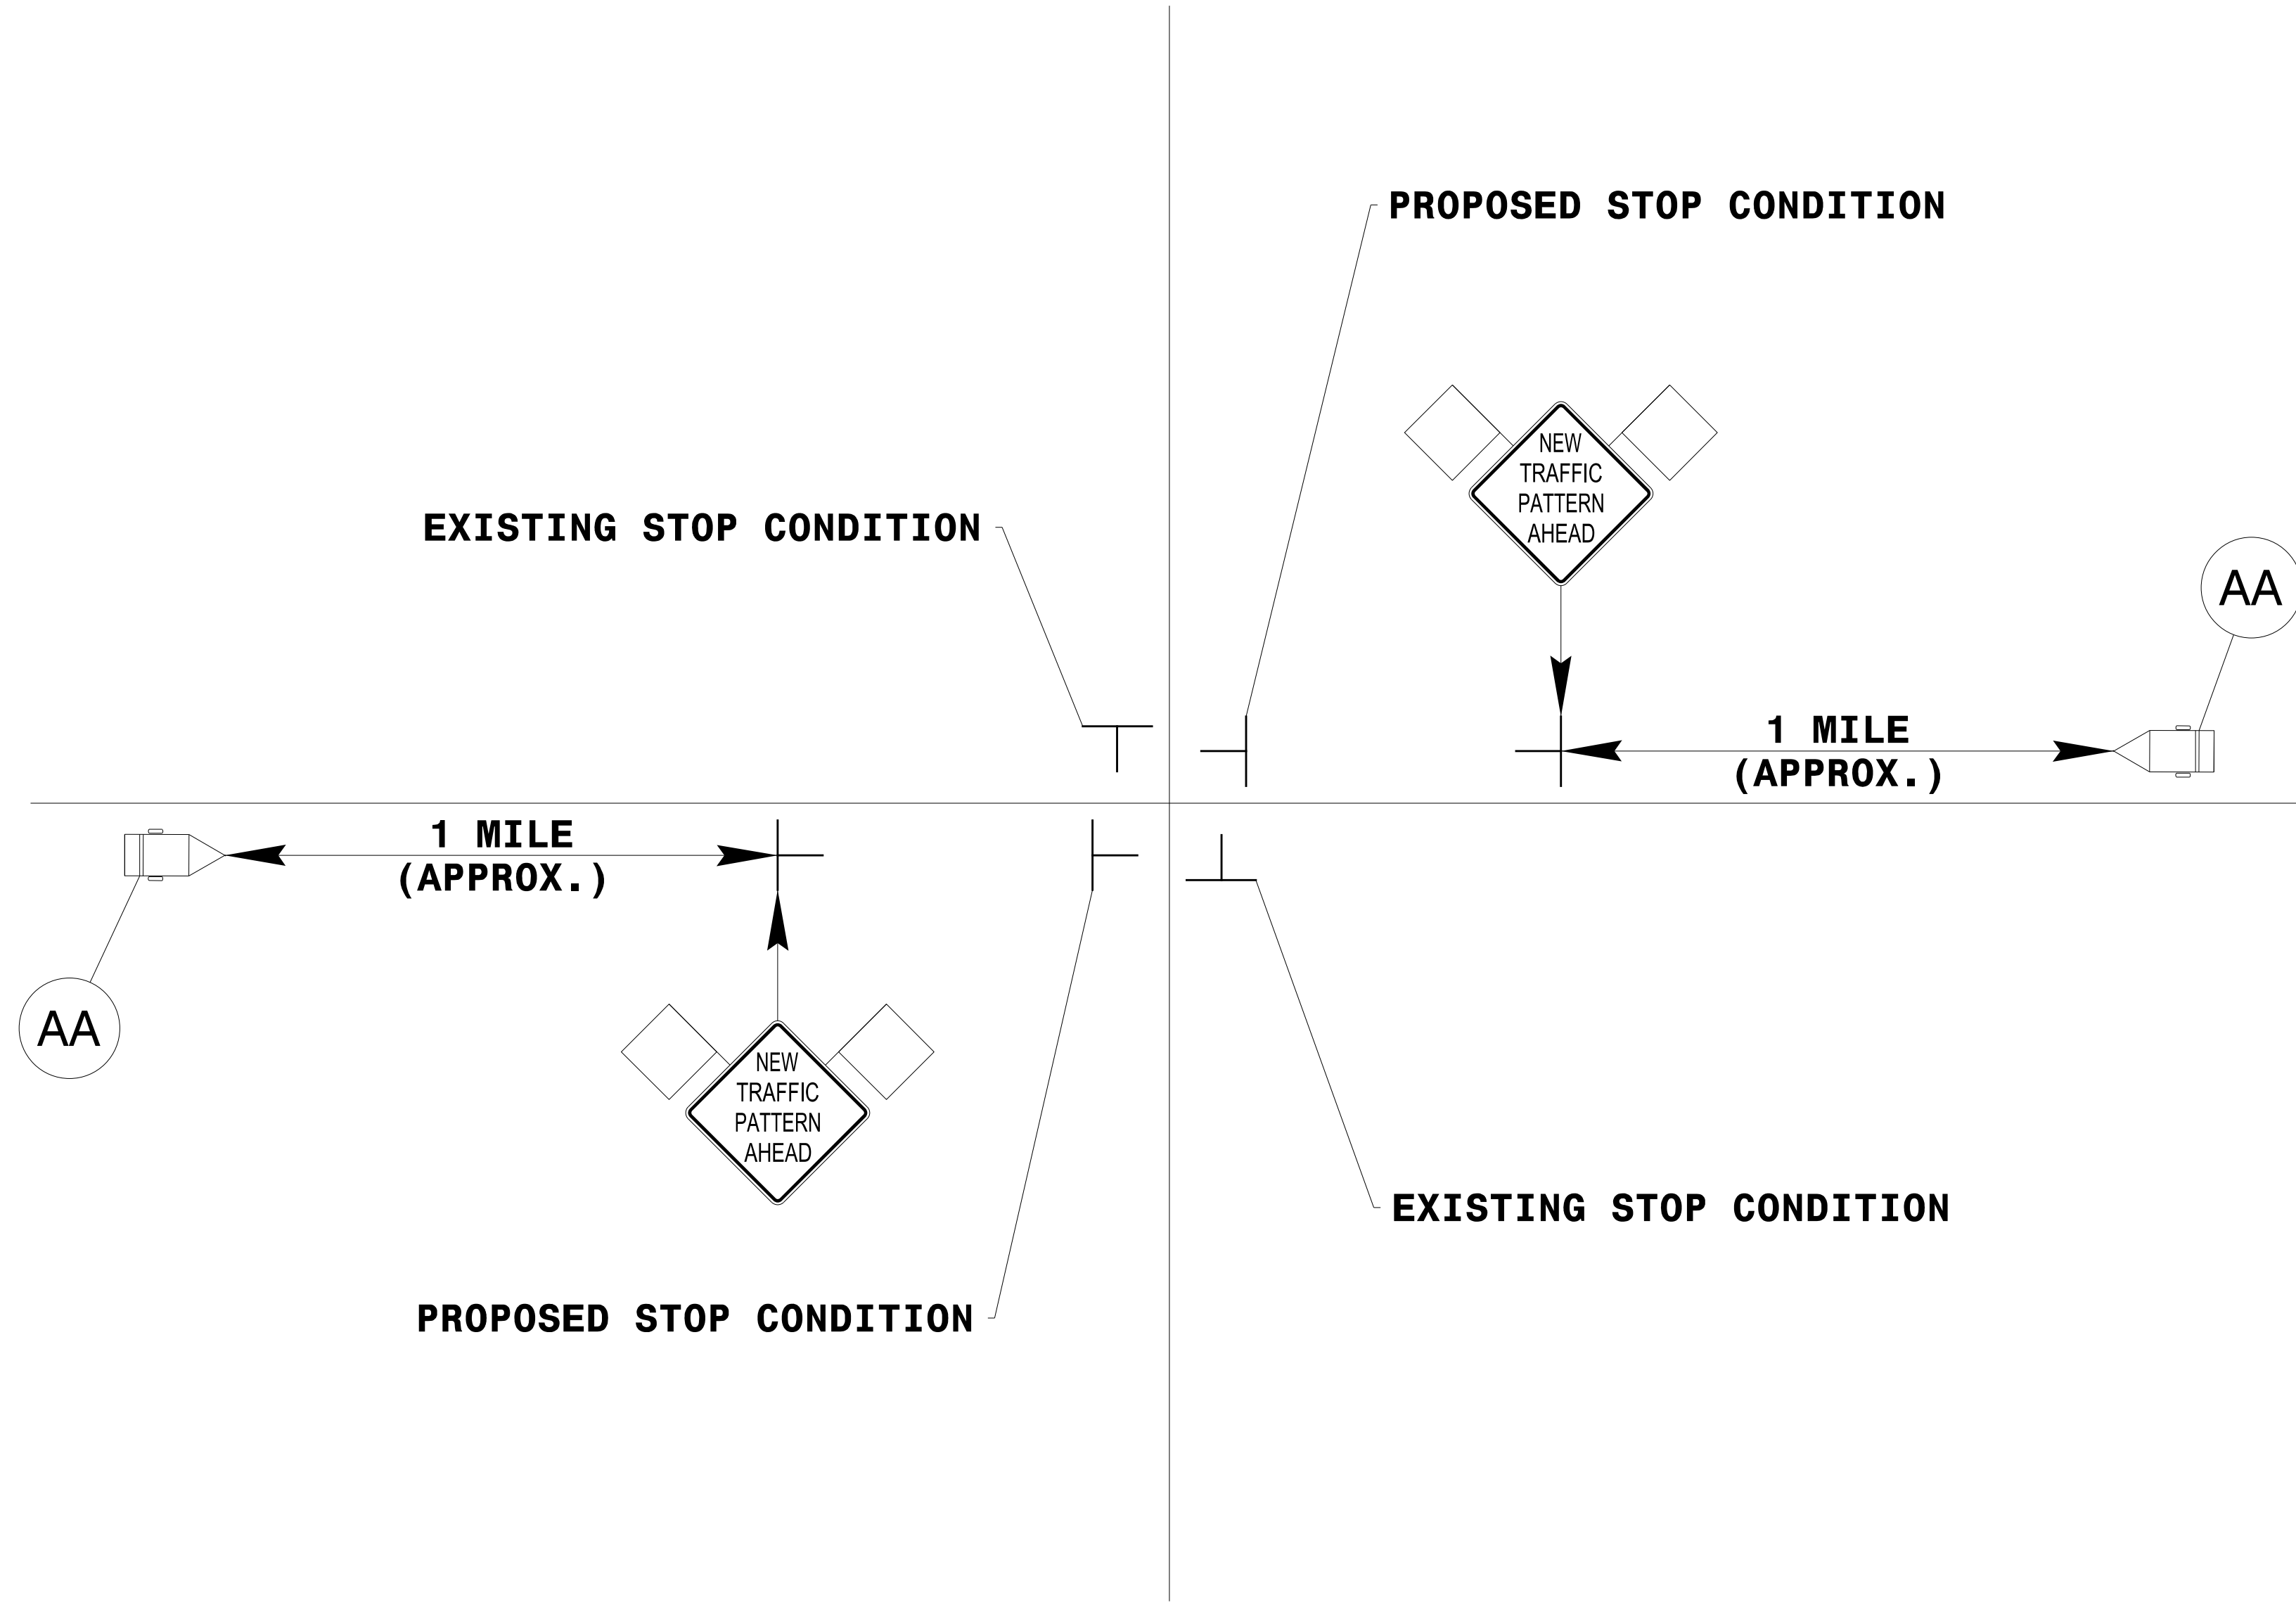 PROPOSED STOP CONDITION
NEW
TRAFFIC
PATTERN
AHEAD
EXISTING STOP CONDITION
AA
1 MILE
(APPROX.)
1 MILE
(APPROX.)
AA
NEW
TRAFFIC
PATTERN
AHEAD
EXISTING STOP CONDITION
PROPOSED STOP CONDITION